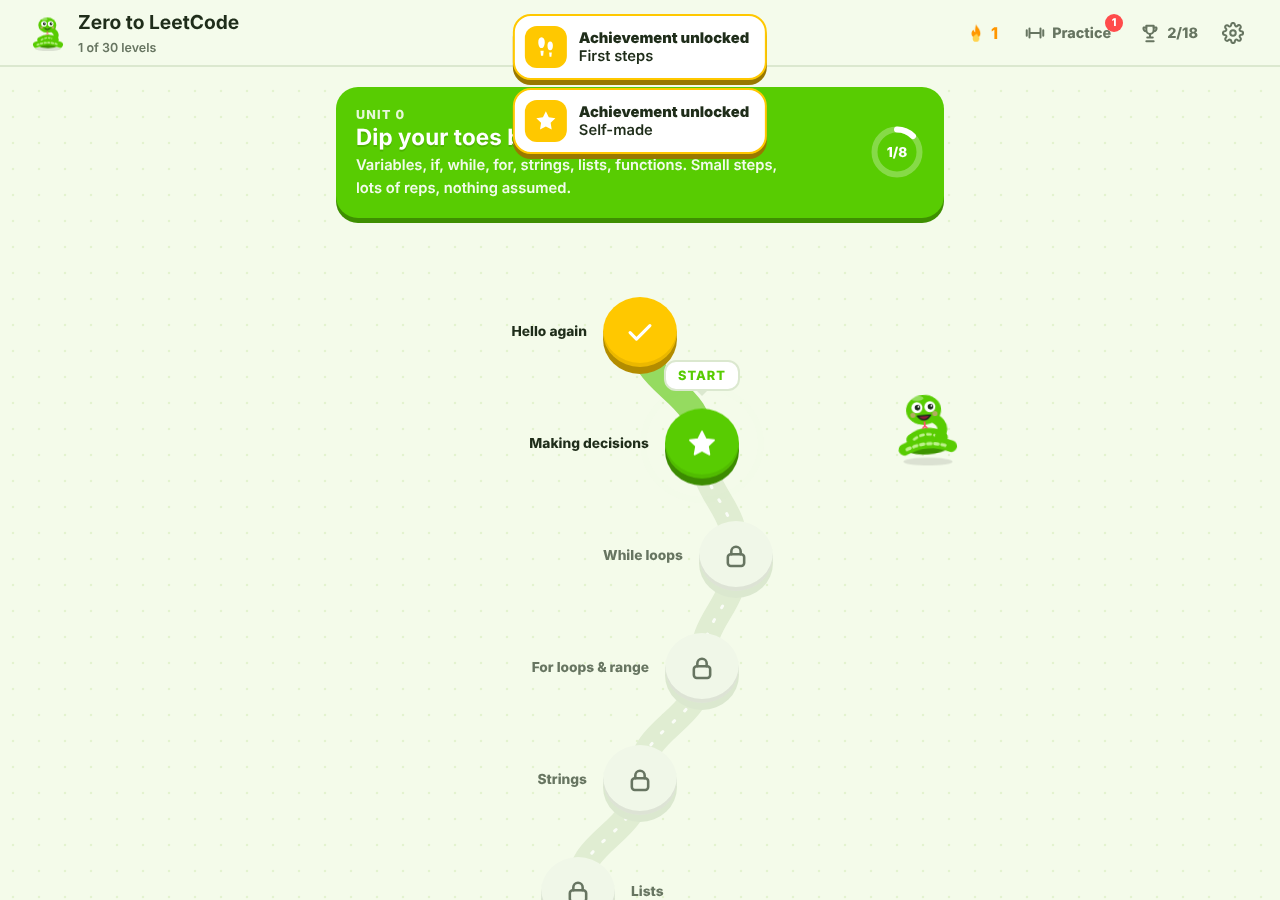 Zero to LeetCode
1 of 30 levels
1
Practice
1
2/18
Achievement unlocked
First steps
Achievement unlocked
Self-made
UNIT 0
Dip your toes
Variables, if, while, for, strings, lists, functions. Small steps,
lots of reps, nothing assumed.
1/8
Hello again
START
Making decisions
While loops
For loops & range
Strings
Lists